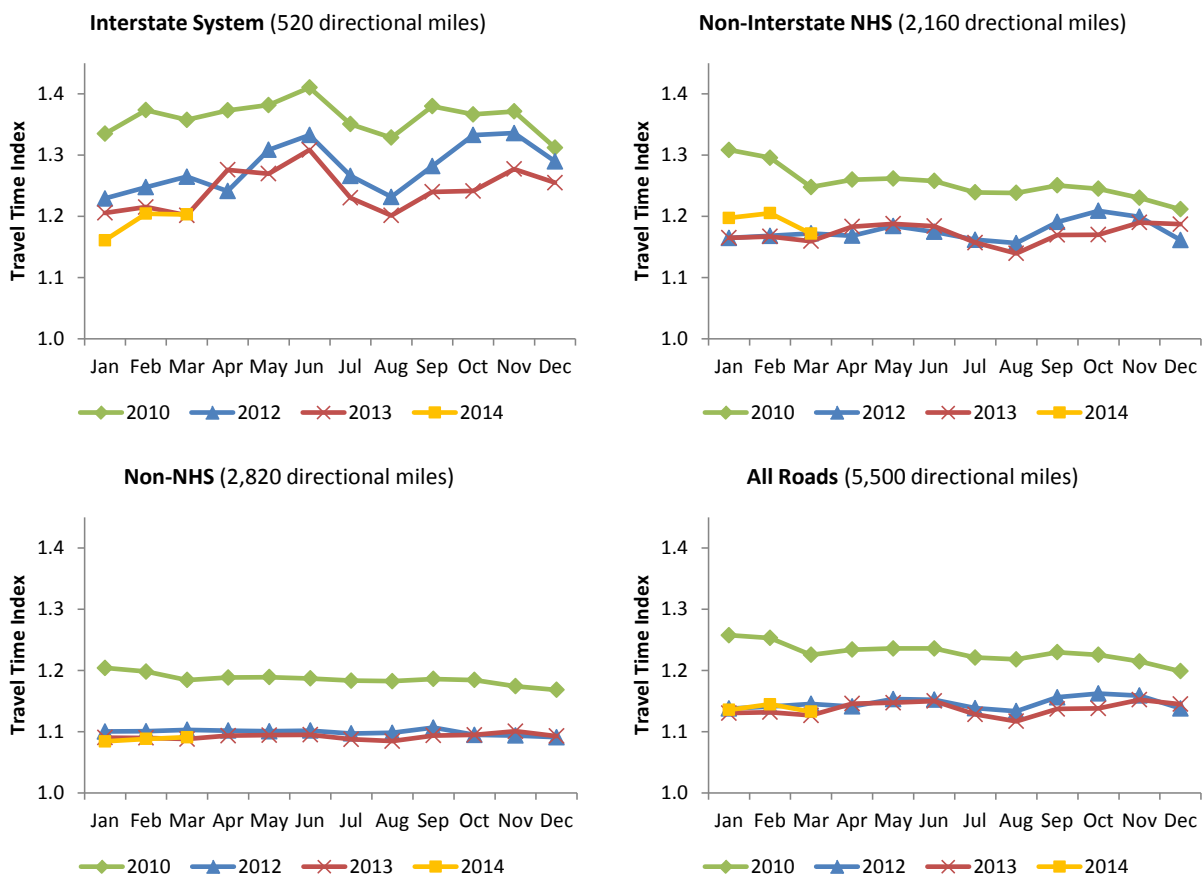 Interstate System (520 directional miles)
Travel Time Index
1.4
1.3
1.2
1.1
1.0
Jan Feb Mar Apr May Jun Jul Aug Sep Oct Nov Dec
2010 2012 2013 2014
Non-Interstate NHS (2,160 directional miles)
Travel Time Index
1.4
1.3
1.2
1.1
1.0
Jan Feb Mar Apr May Jun Jul Aug Sep Oct Nov Dec
2010 2012 2013 2014
Non-NHS (2,820 directional miles)
Travel Time Index
1.4
1.3
1.2
1.1
1.0
Jan Feb Mar Apr May Jun Jul Aug Sep Oct Nov Dec
2010 2012 2013 2014
All Roads (5,500 directional miles)
Travel Time Index
1.4
1.3
1.2
1.1
1.0
Jan Feb Mar Apr May Jun Jul Aug Sep Oct Nov Dec
2010 2012 2013 2014